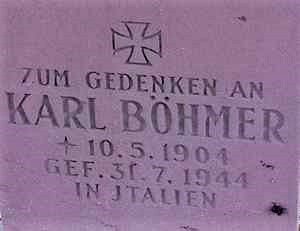 ZUM GEDENKEN AN
KARL BÖHMER
+ 10.5.1904
GEF. 31.7.1944
IN JTALIEN